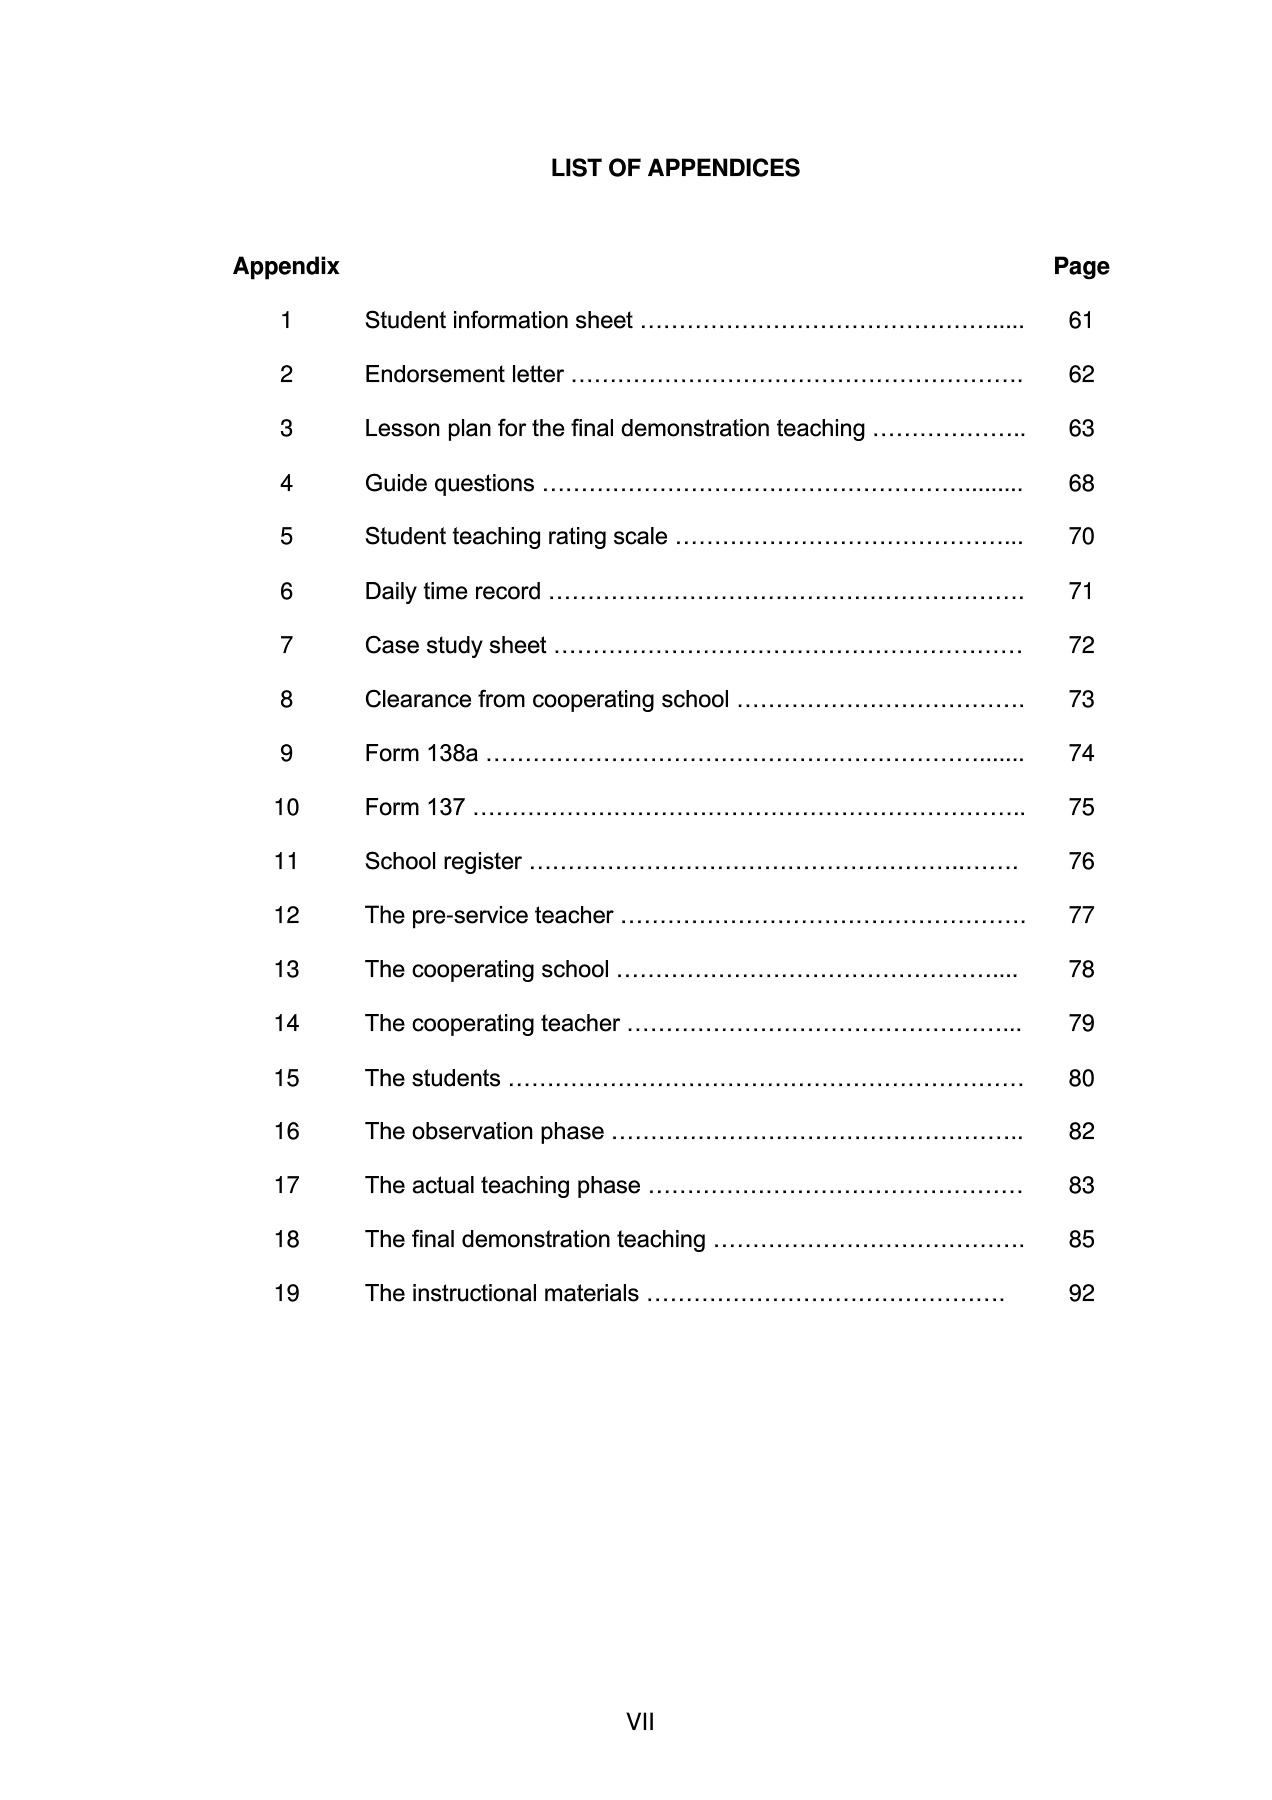 LIST OF APPENDICES
Appendix Page
1 Student information sheet ………………………………………..... 61
2 Endorsement letter …………………………………………………. 62
3 Lesson plan for the final demonstration teaching ……………….. 63
4 Guide questions ………………………………………………......... 68
5 Student teaching rating scale ……………………………………... 70
6 Daily time record ……………………………………………………. 71
7 Case study sheet …………………………………………………… 72
8 Clearance from cooperating school ………………………………. 73
9 Form 138a ………………………………………………………....... 74
10 Form 137 …………………………………………………………….. 75
11 School register ………………………………………………..……. 76
12 The pre-service teacher ……………………………………………. 77
13 The cooperating school ………………………………………….... 78
14 The cooperating teacher …………………………………………... 79
15 The students ………………………………………………………… 80
16 The observation phase …………………………………………….. 82
17 The actual teaching phase ………………………………………… 83
18 The final demonstration teaching …………………………………. 85
19 The instructional materials ………………………………………. 92
VII